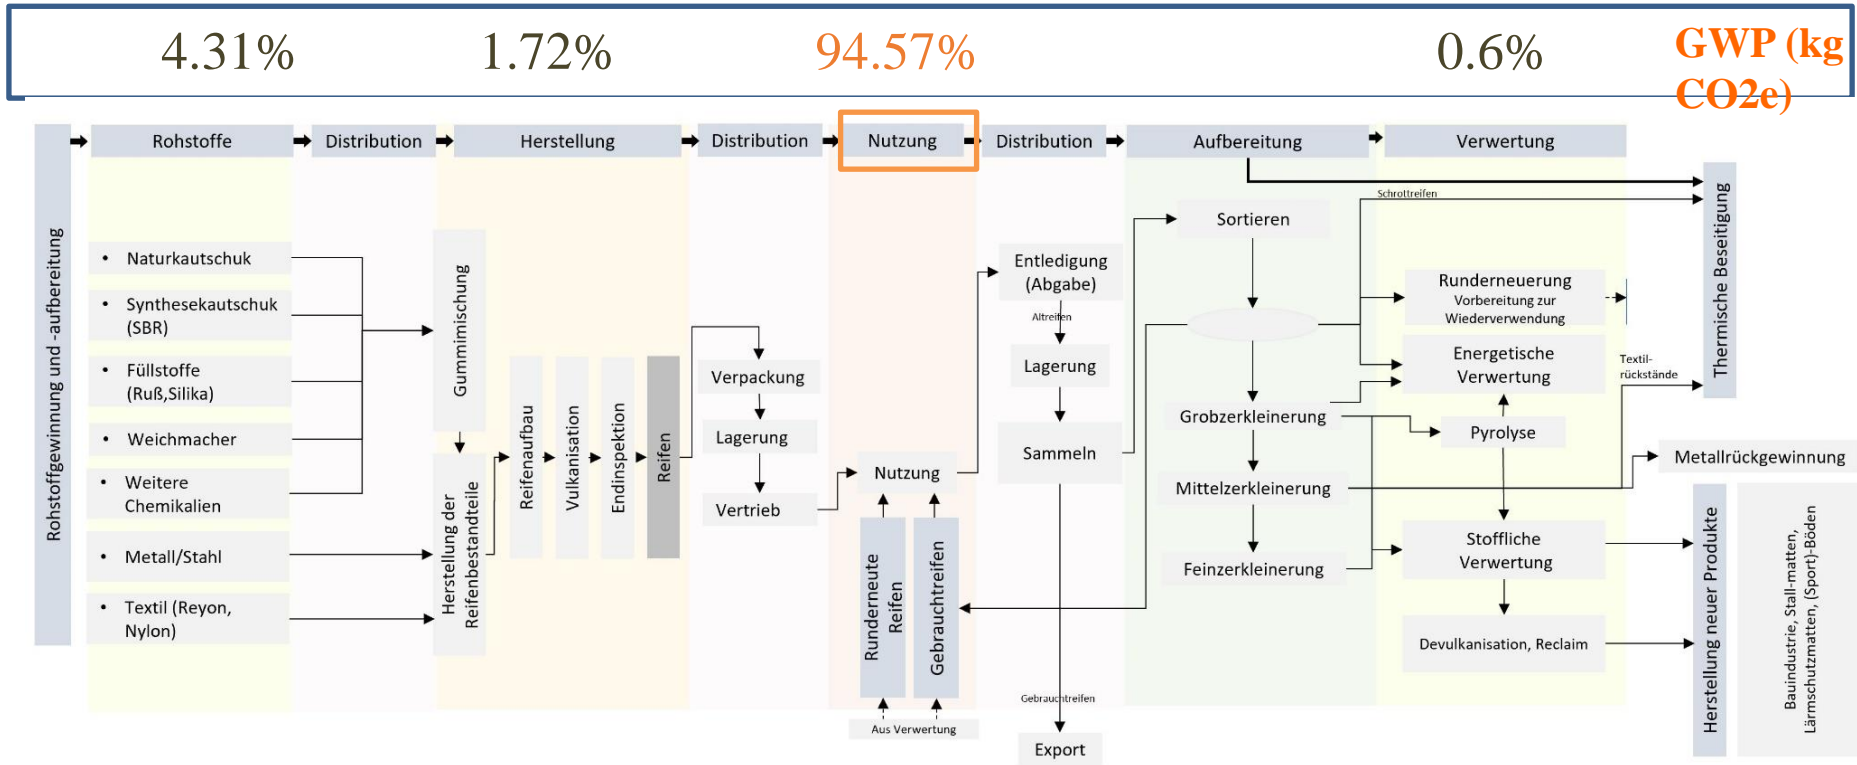 4.31%
1.72%
94.57%
0.6%
GWP (kg
CO2e)
Rohstoffgewinnung und -aufbereitung
Rohstoffe
Distribution
Herstellung
Distribution
Nutzung
Distribution
Aufbereitung
Verwertung
• Naturkautschuk
• Synthesekautschuk
(SBR)
• Füllstoffe
(Ruß,Silika)
• Weichmacher
• Weitere
Chemikalien
• Metall/Stahl
• Textil (Reyon,
Nylon)
Gummimischung
Herstellung der
Reifenbestandteile
Reifenaufbau
Vulkanisation
Endinspektion
Reifen
Verpackung
Lagerung
Vertrieb
Nutzung
Runderneute
Reifen
Gebrauchtreifen
Aus Verwertung
Entledigung
(Abgabe)
Altreifen
Lagerung
Sammeln
Gebrauchtreifen
Export
Sortieren
Grobzerkleinerung
Mittelzerkleinerung
Feinzerkleinerung
Schrottreifen
Runderneuerung
Vorbereitung zur
Wiederverwendung
Energetische
Verwertung
Pyrolyse
Stoffliche
Verwertung
Devulkanisation, Reclaim
Textil-
rückstände
Thermische Beseitigung
Metallrückgewinnung
Herstellung neuer Produkte
Bauindustrie, Stall-matten,
Lärmschutzmatten, (Sport)-Böden